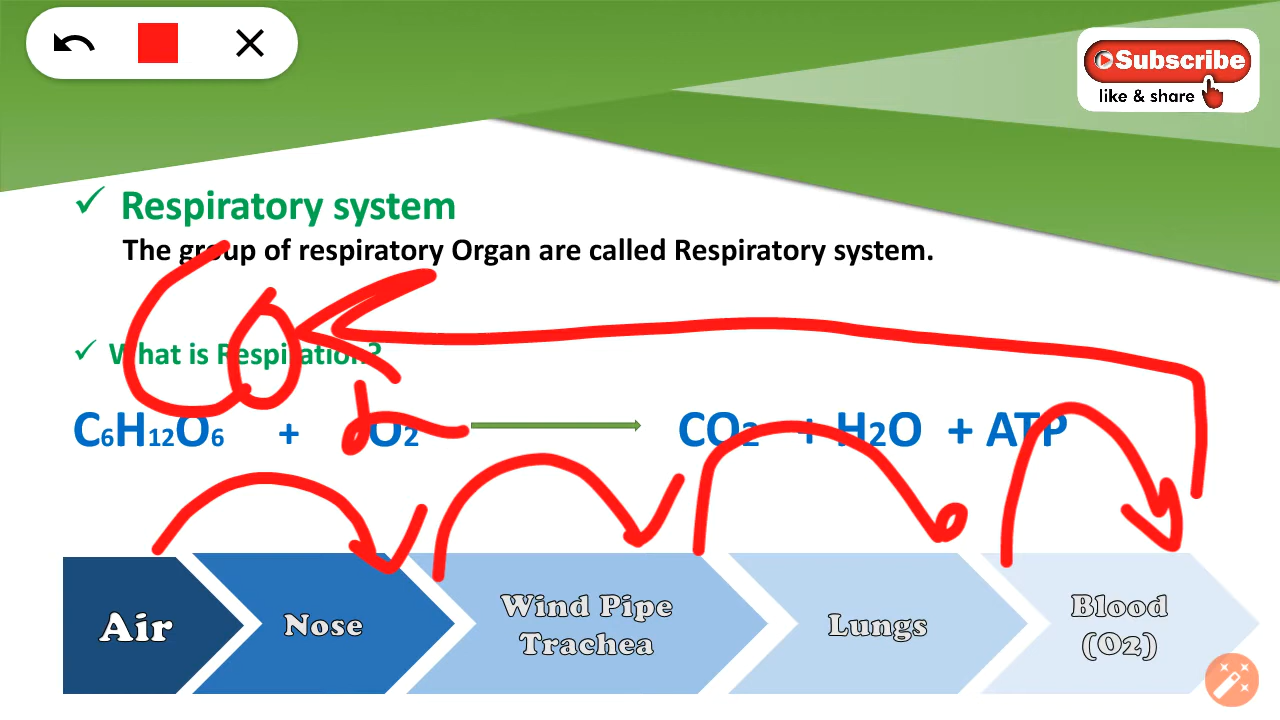 Subscribe
like & share
Respiratory system
The group of respiratory Organ are called Respiratory system.
What is Respiration?
C6H12O6 + O2 CO2 + H2O + ATP
Air
Nose
Wind Pipe
Trachea
Lungs
Blood
(O2)